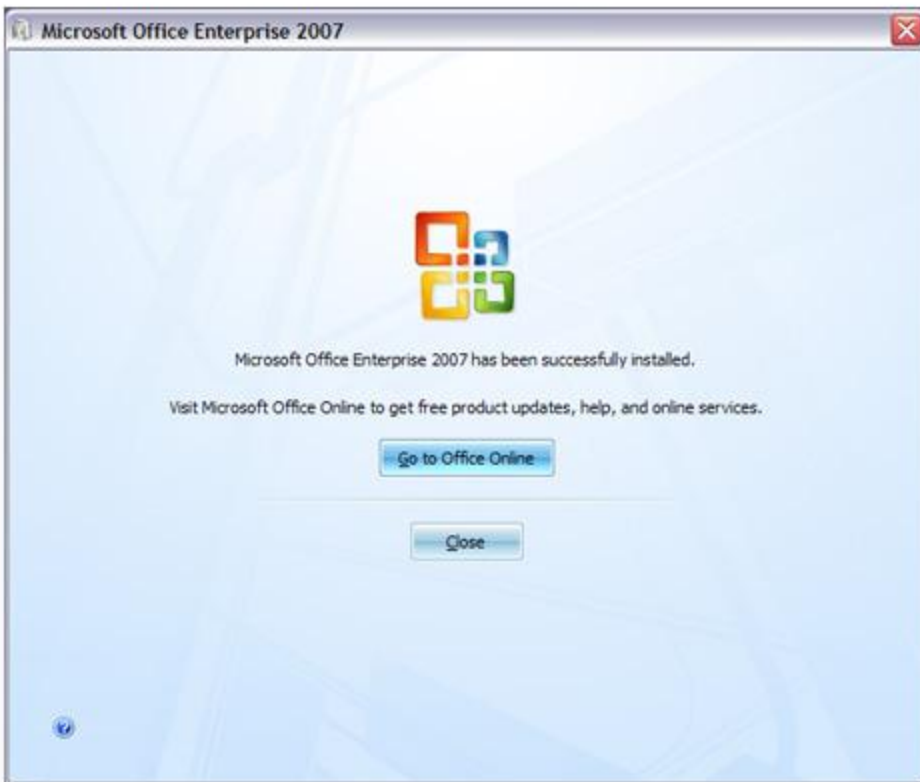 Microsoft Office Enterprise 2007
Microsoft Office Enterprise 2007 has been successfully installed.
Visit Microsoft Office Online to get free product updates, help, and online services.
Go to Office Online
Close